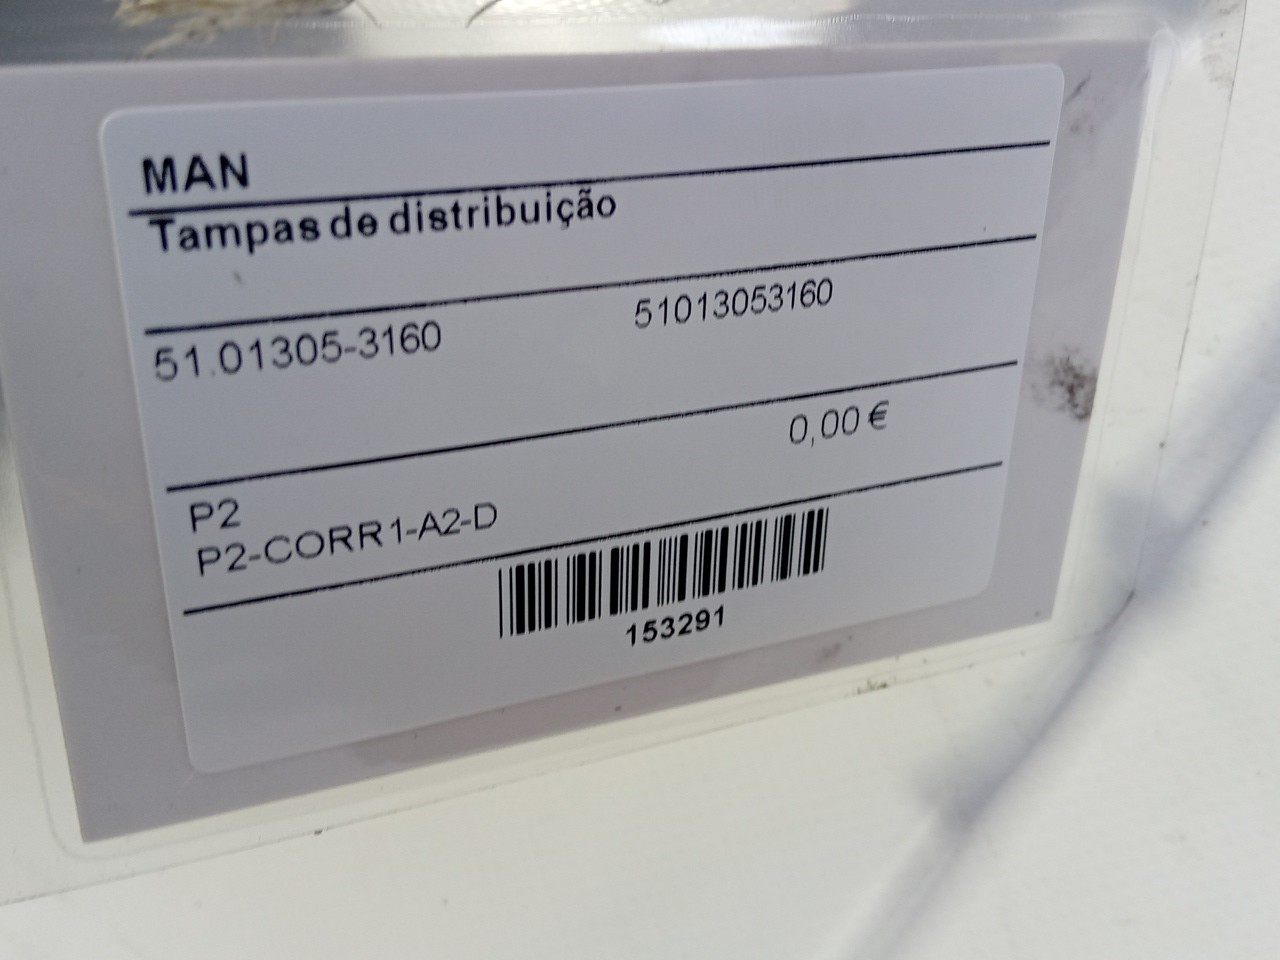 MAN
Tampas de distribuição
51.01305-3160 51013053160
0,00 €
P2
P2-CORR1-A2-D
153291